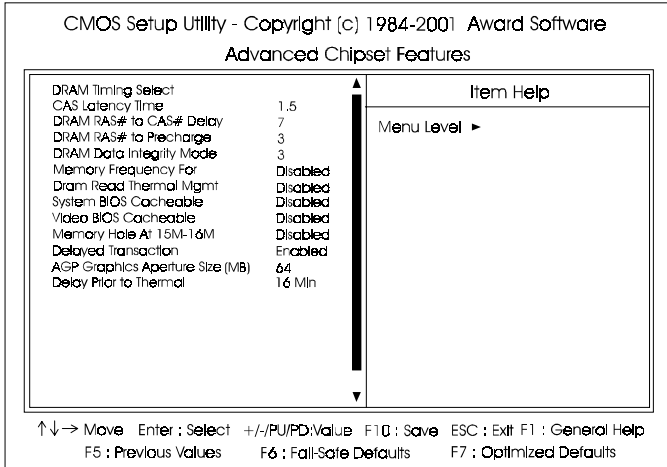 CMOS Setup Utility - Copyright (c) 1984-2001 Award Software
Advanced Chipset Features
DRAM Timing Select
CAS Latency Time 1.5
DRAM RAS# to CAS# Delay 7
DRAM RAS# to Precharge 3
DRAM Data Integrity Mode 3
Memory Frequency For Disabled
Dram Read Thermal Mgmt Disabled
System BIOS Cacheable Disabled
Video BIOS Cacheable Disabled
Memory Hole At 15M-16M Disabled
Delayed Transaction Enabled
AGP Graphics Aperture Size (MB) 64
Delay Prior to Thermal 16 Min
Item Help
Menu Level ►
↑↓→ Move Enter : Select +/-/PU/PD:Value F10 : Save ESC : Exit F1 : General Help
F5 : Previous Values F6 : Fail-Safe Defaults F7 : Optimized Defaults